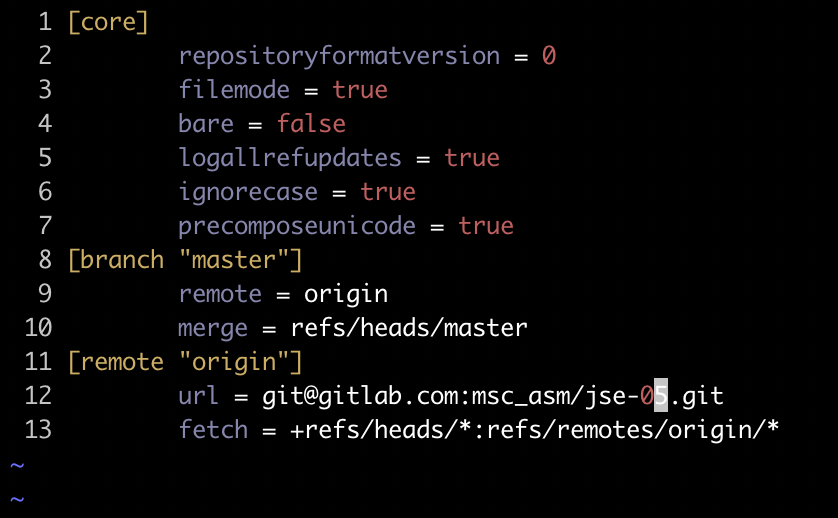 1 [core]
2 repositoryformatversion = 0
3 filemode = true
4 bare = false
5 logallrefupdates = true
6 ignorecase = true
7 precomposeunicode = true
8 [branch "master"]
9 remote = origin
10 merge = refs/heads/master
11 [remote "origin"]
12 url = git@gitlab.com:msc_asm/jse-05.git
13 fetch = +refs/heads/*:refs/remotes/origin/*
~
~